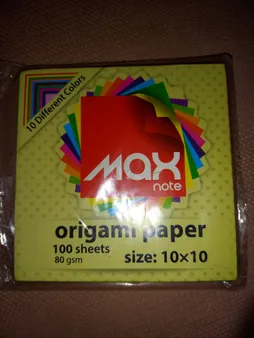 10 Different Colors
max
note
origami paper
100 sheets
80 gsm
size: 10×10